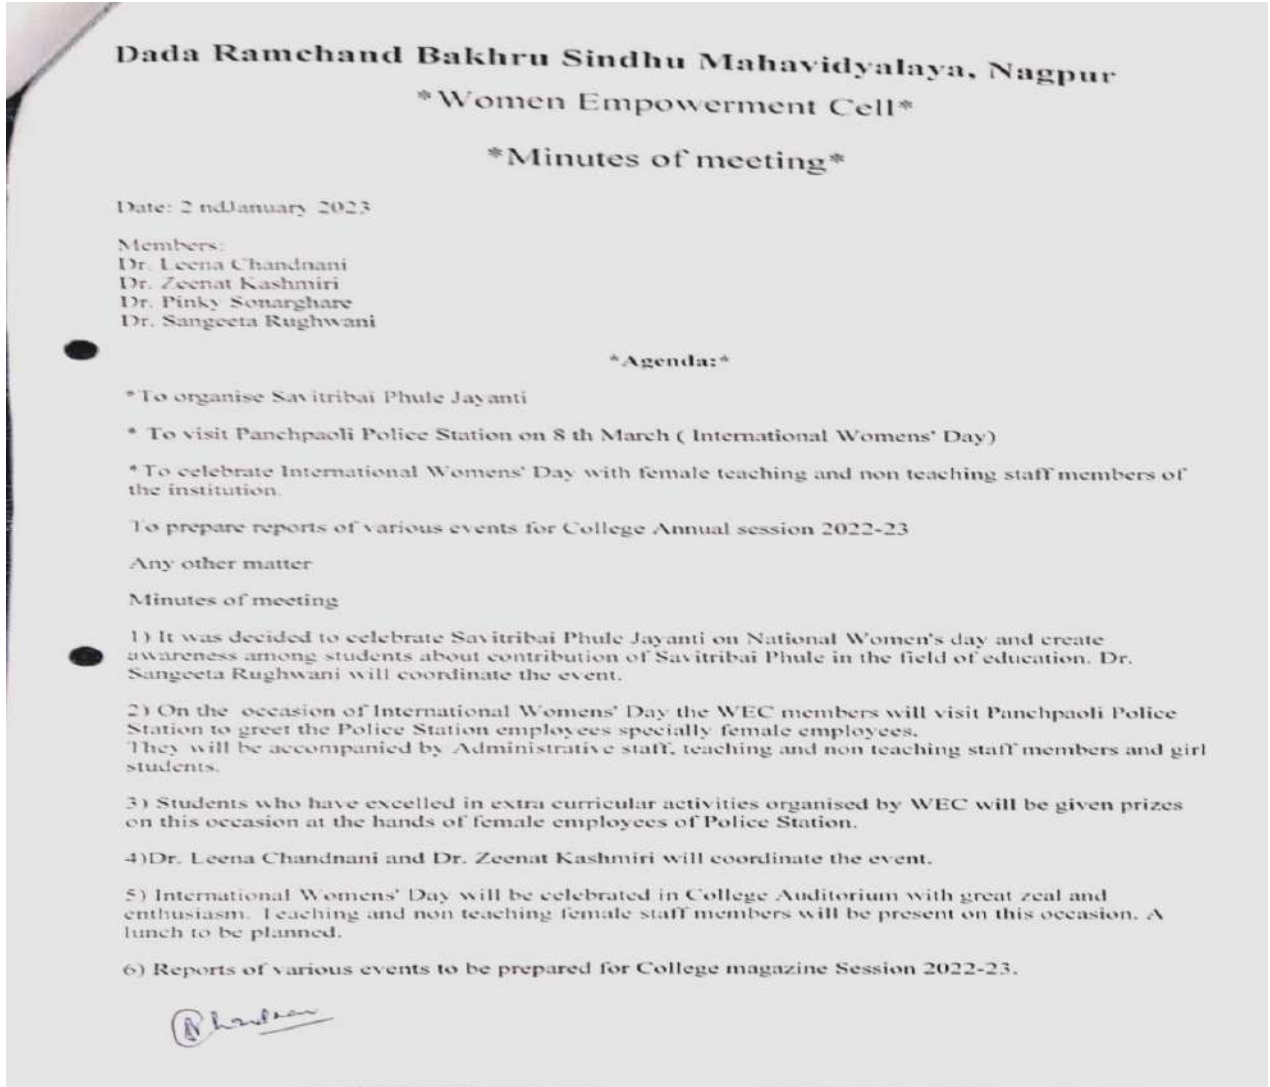 Dada Ramchand Bakhru Sindhu Mahavidyalaya, Nagpur
*Women Empowerment Cell*
*Minutes of meeting*
Date: 2 ndJanuary 2023
Members:
Dr. Leena Chandnani
Dr. Zeenat Kashmiri
Dr. Pinky Sonarghare
Dr. Sangeeta Rughwani
*Agenda:*
*To organise Savitribai Phule Jayanti
* To visit Panchpaoli Police Station on 8 th March ( International Womens' Day)
*To celebrate International Womens' Day with female teaching and non teaching staff members of
the institution.
To prepare reports of various events for College Annual session 2022-23
Any other matter
Minutes of meeting
1) It was decided to celebrate Savitribai Phule Jayanti on National Women's day and create
awareness among students about contribution of Savitribai Phule in the field of education. Dr.
Sangeeta Rughwani will coordinate the event.
2) On the occasion of International Womens' Day the WEC members will visit Panchpaoli Police
Station to greet the Police Station employees specially female employees.
They will be accompanied by Administrative staff, teaching and non teaching staff members and girl
students.
3) Students who have excelled in extra curricular activities organised by WEC will be given prizes
on this occasion at the hands of female employees of Police Station.
4)Dr. Leena Chandnani and Dr. Zeenat Kashmiri will coordinate the event.
5) International Womens' Day will be celebrated in College Auditorium with great zeal and
enthusiasm. Teaching and non teaching female staff members will be present on this occasion. A
lunch to be planned.
6) Reports of various events to be prepared for College magazine Session 2022-23.